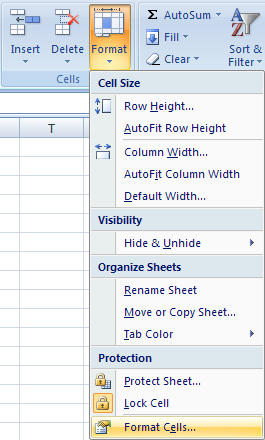 Insert Delete Format
Cells
AutoSum
Fill
Clear
Sort &
Filter
T
Cell Size
Row Height...
AutoFit Row Height
Column Width...
AutoFit Column Width
Default Width...
Visibility
Hide & Unhide
Organize Sheets
Rename Sheet
Move or Copy Sheet...
Tab Color
Protection
Protect Sheet...
Lock Cell
Format Cells...